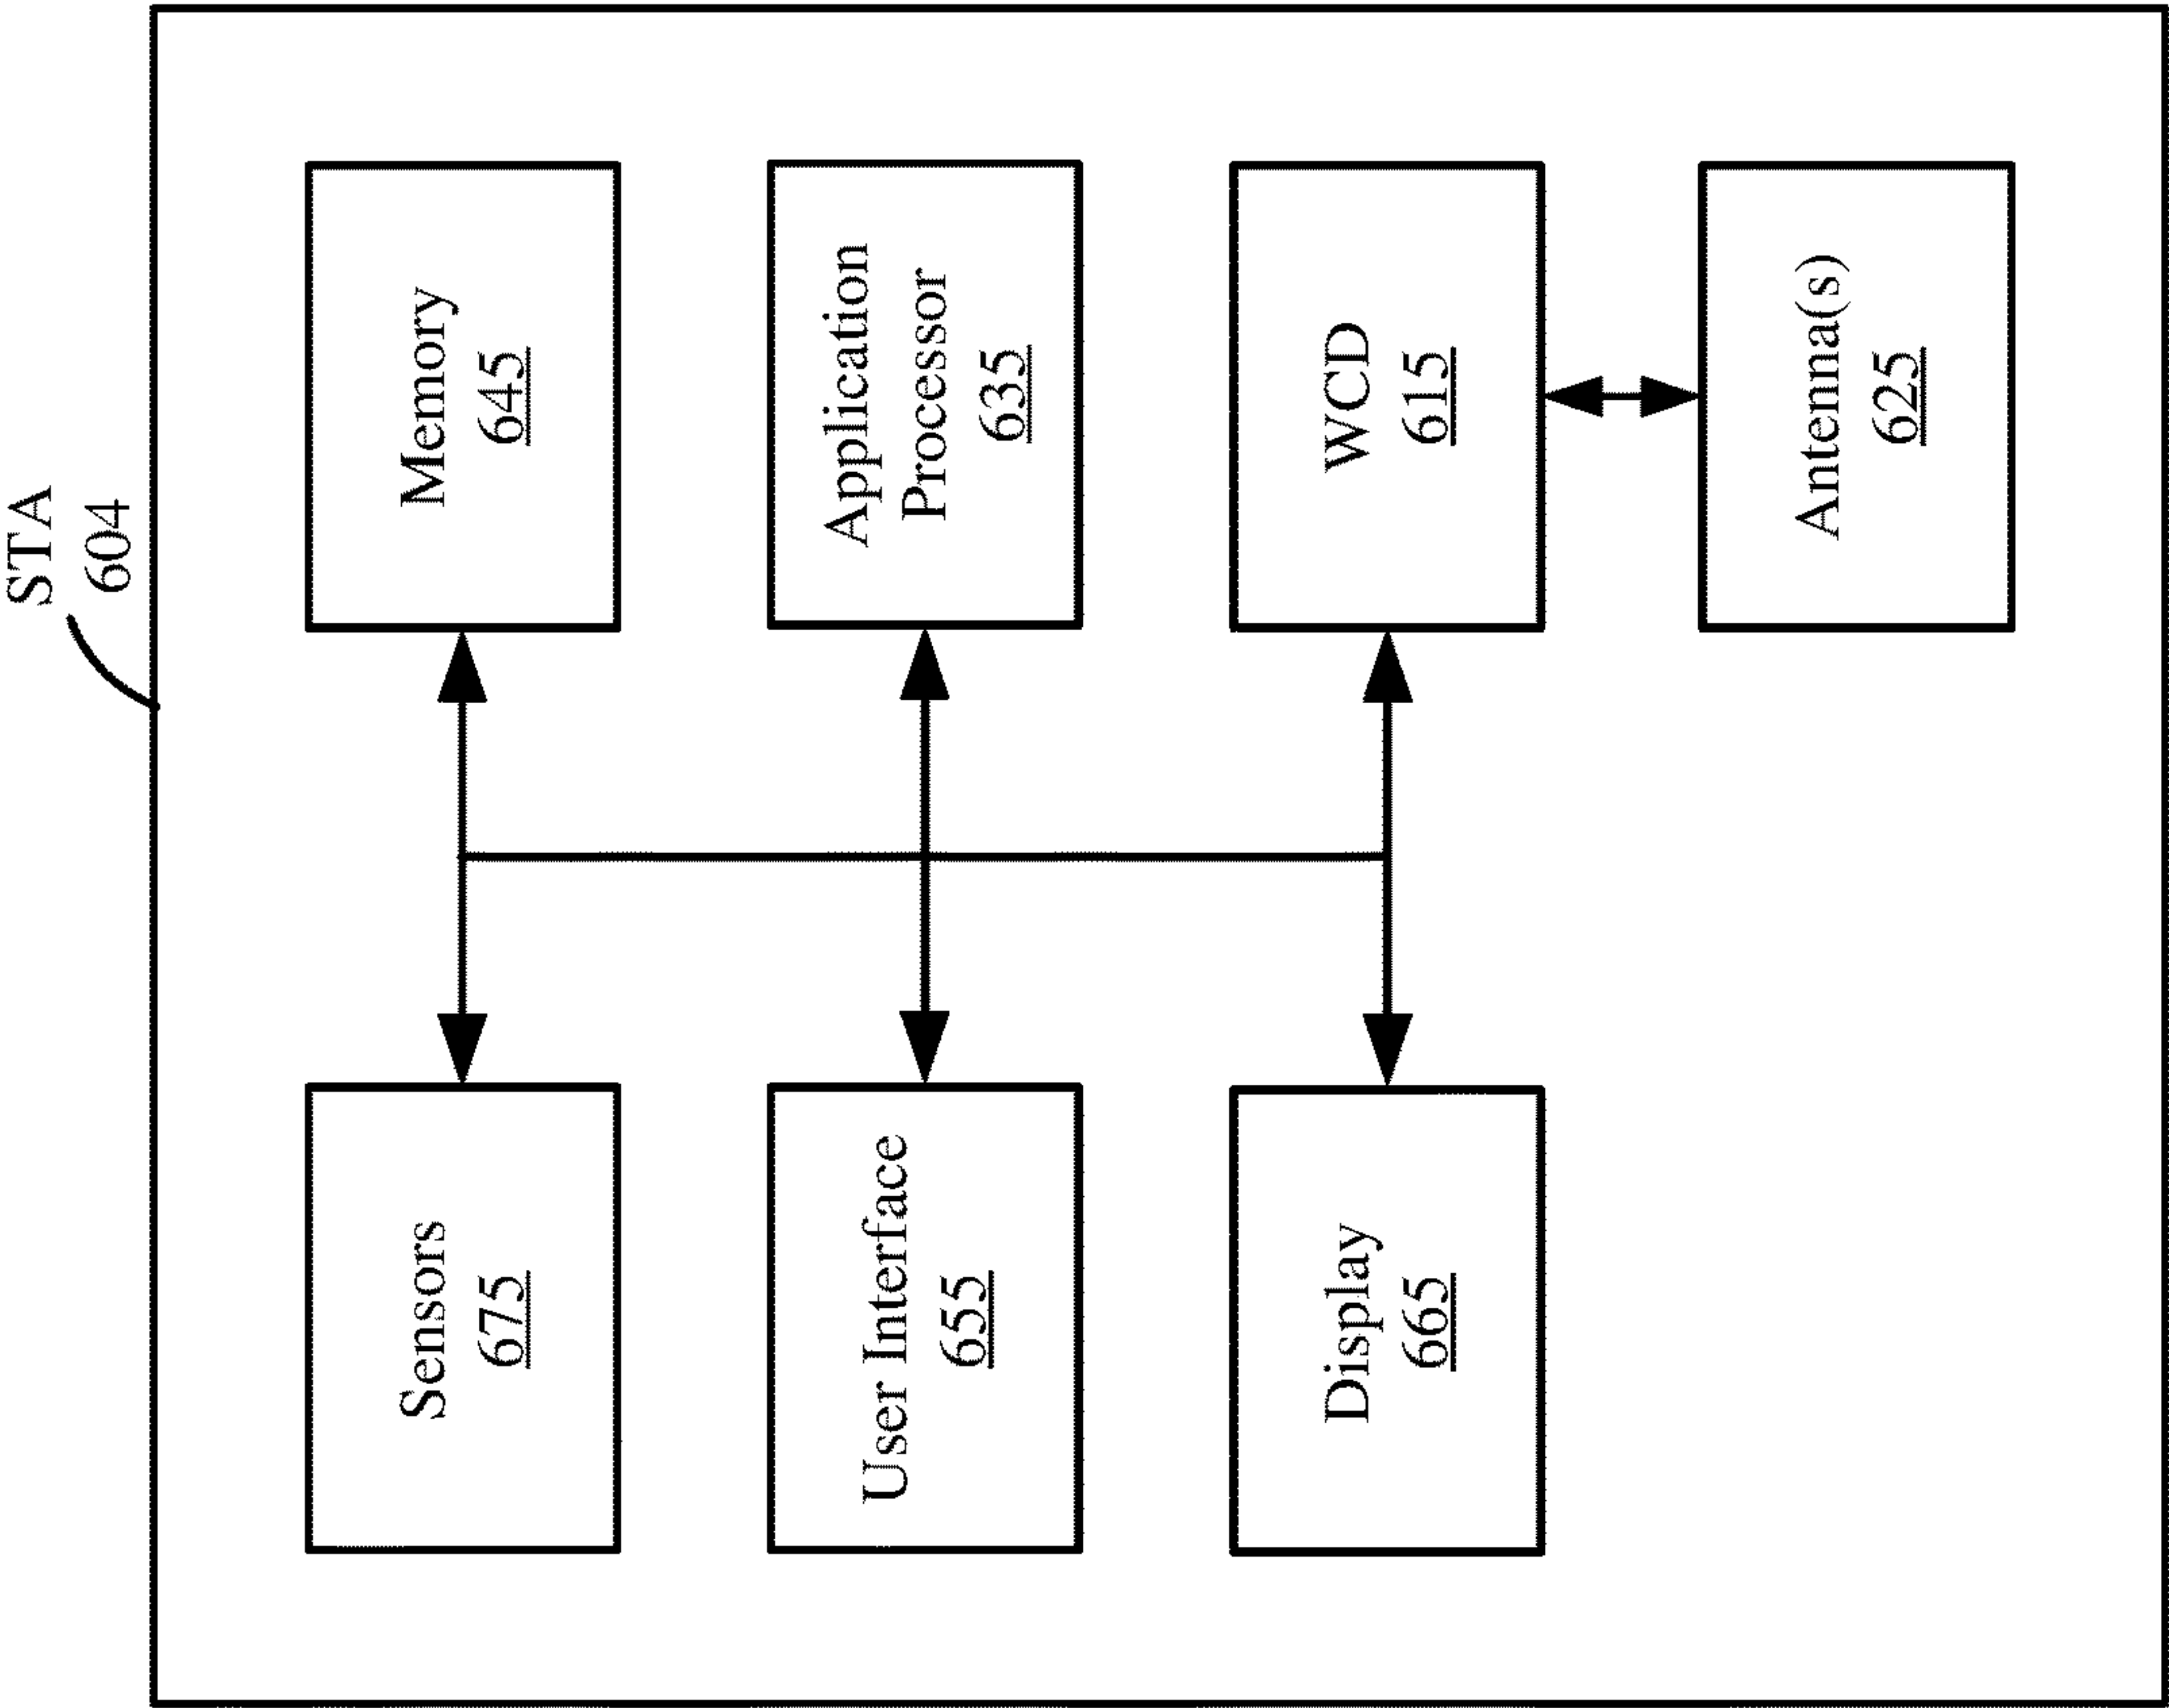 STA
604
Sensors
675
Memory
645
User Interface
655
Application
Processor
635
Display
665
WCD
615
Antenna(s)
625